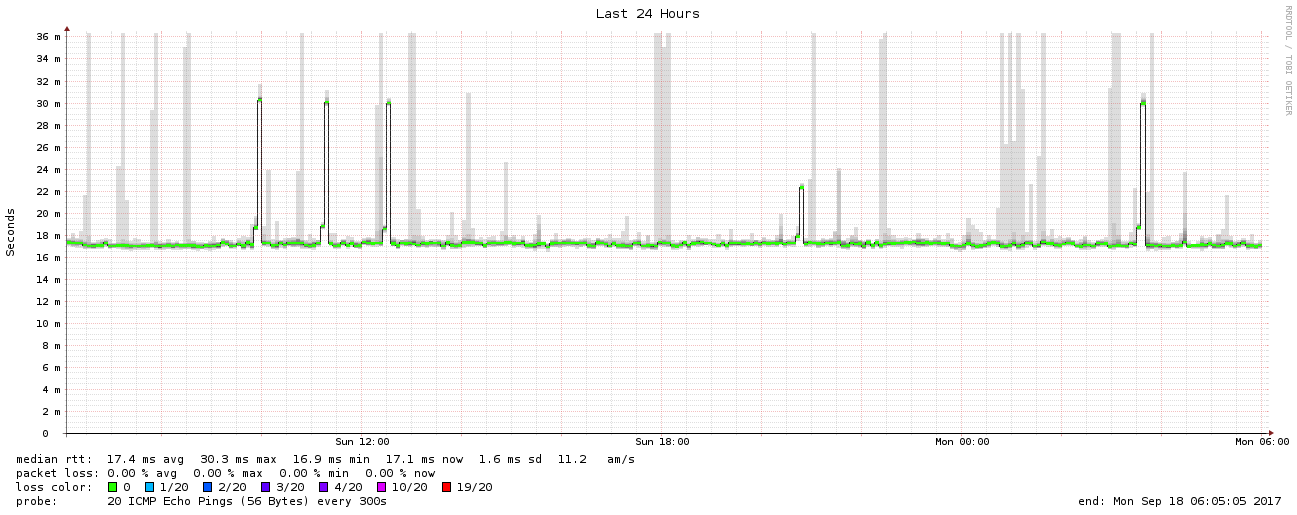 Last 24 Hours
RRDTOOL / TOBI OETIKER
Seconds
36 m
34 m
32 m
30 m
28 m
26 m
24 m
22 m
20 m
18 m
16 m
14 m
12 m
10 m
8 m
6 m
4 m
2 m
0
Sun 12:00 Sun 18:00 Mon 00:00 Mon 06:00
median rtt: 17.4 ms avg 30.3 ms max 16.9 ms min 17.1 ms now 1.6 ms sd 11.2 am/s
packet loss: 0.00 % avg 0.00 % max 0.00 % min 0.00 % now
loss color: 0 1/20 2/20 3/20 4/20 10/20 19/20
probe: 20 ICMP Echo Pings (56 Bytes) every 300s end: Mon Sep 18 06:05:05 2017